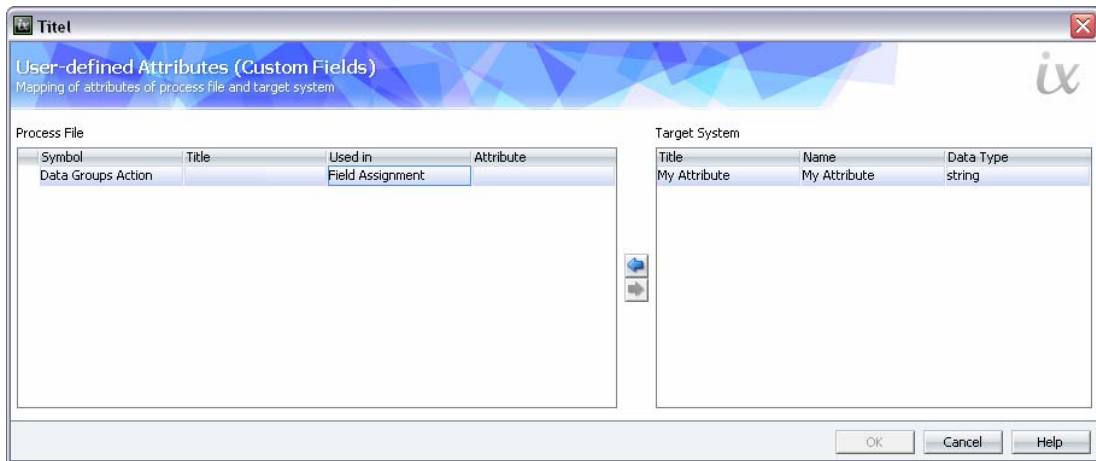 ix Titel
User-defined Attributes (Custom Fields)
Mapping of attributes of process file and target system
ix
Process File
Symbol Title Used in Attribute
Data Groups Action Field Assignment
Target System
Title Name Data Type
My Attribute My Attribute string
OK Cancel Help